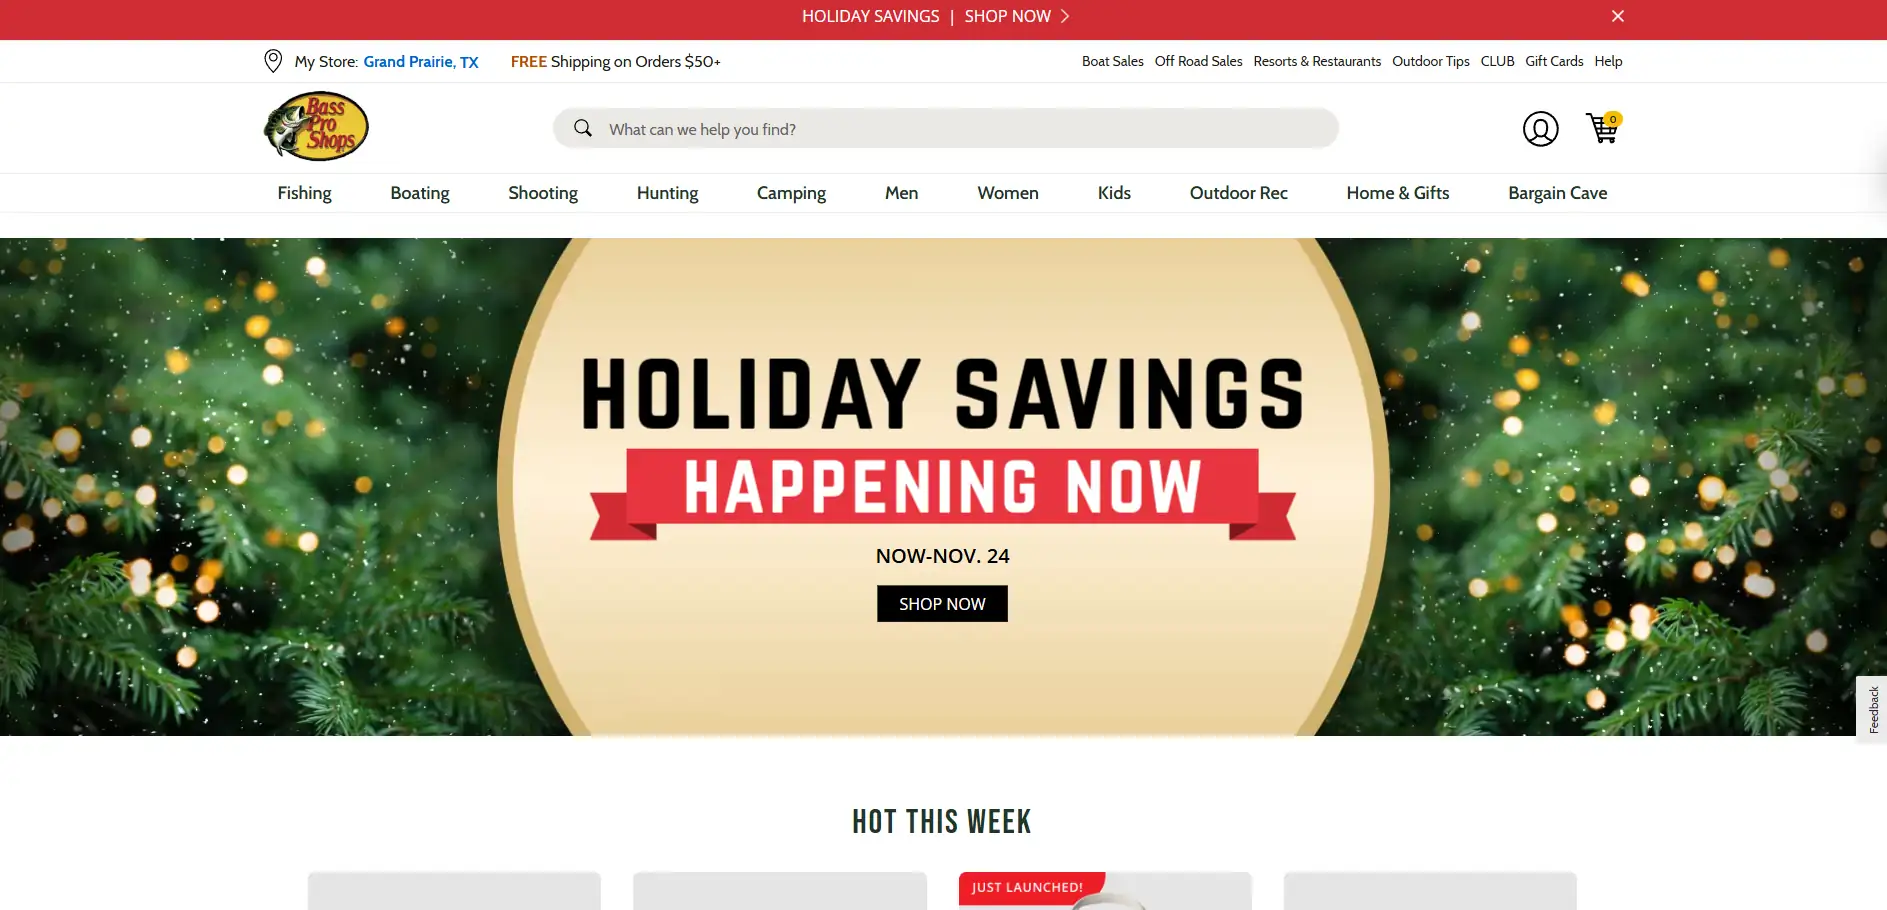 HOLIDAY SAVINGS | SHOP NOW
My Store: Grand Prairie, TX FREE Shipping on Orders $50+ Boat Sales Off Road Sales Resorts & Restaurants Outdoor Tips CLUB Gift Cards Help
Bass
Pro
Shops
What can we help you find?
0
Fishing Boating Shooting Hunting Camping Men Women Kids Outdoor Rec Home & Gifts Bargain Cave
HOLIDAY SAVINGS
HAPPENING NOW
NOW-NOV. 24
SHOP NOW
Feedback
HOT THIS WEEK
JUST LAUNCHED!